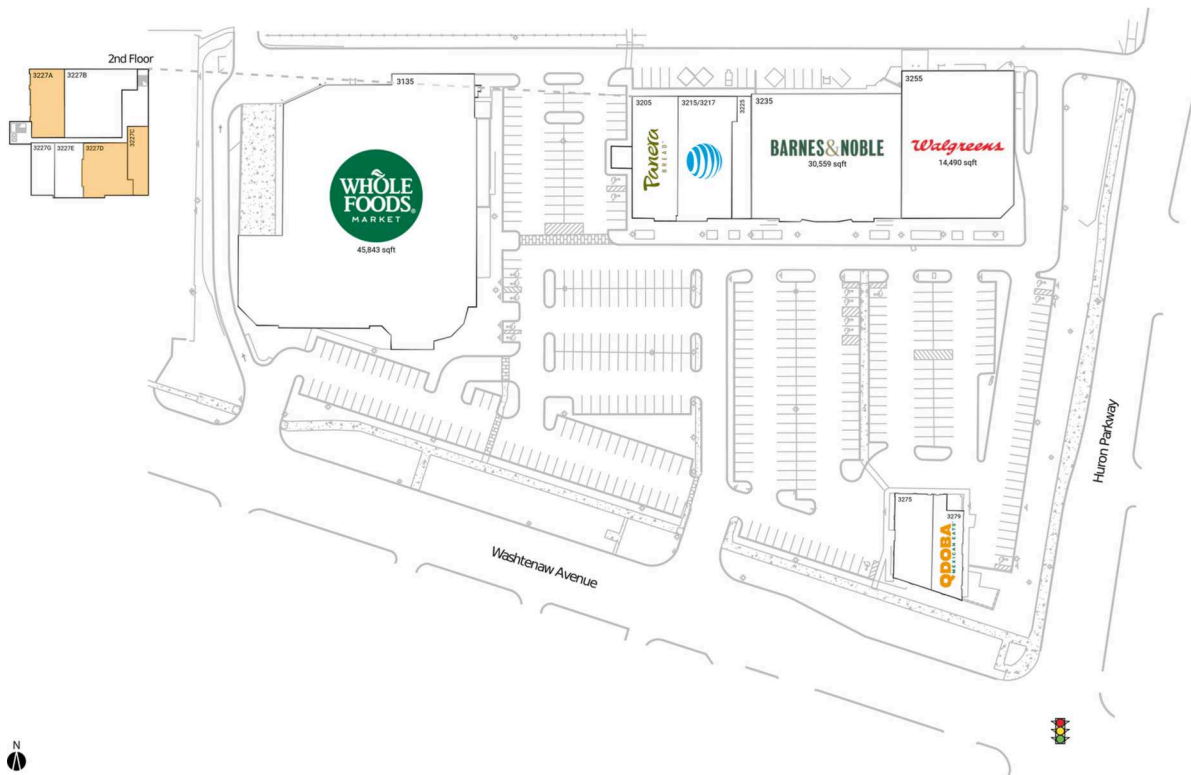 2nd Floor
3227A
3227B
3227C
3227G
3227E
3227D
3135
WHOLE
FOODS
MARKET
45,843 sqft
3205
Panera
BREAD
3215/3217
3225
3235
BARNES&NOBLE
30,559 sqft
3255
Walgreens
14,490 sqft
3275
3279
QDOBA
MEXICAN EATS
Huron Parkway
Washtenaw Avenue
N